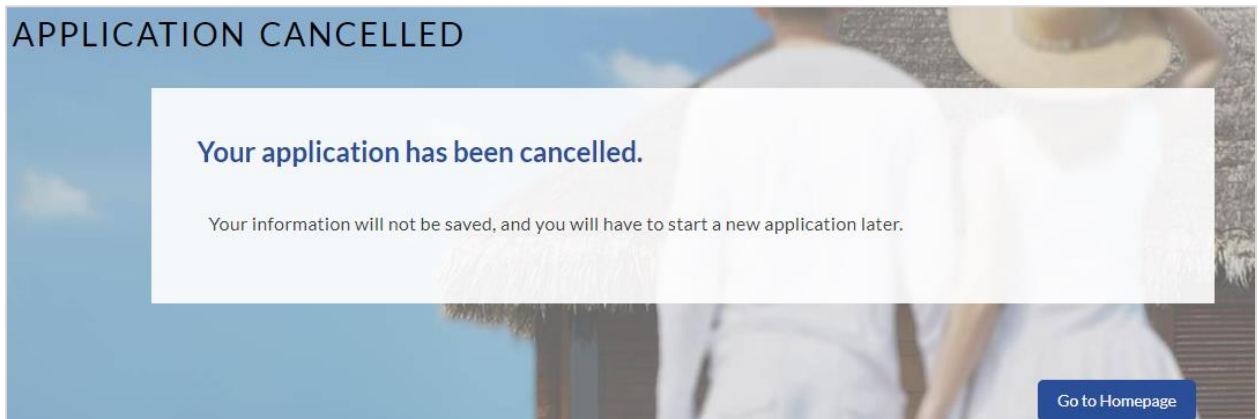 APPLICATION CANCELLED
Your application has been cancelled.
Your information will not be saved, and you will have to start a new application later.
Go to Homepage